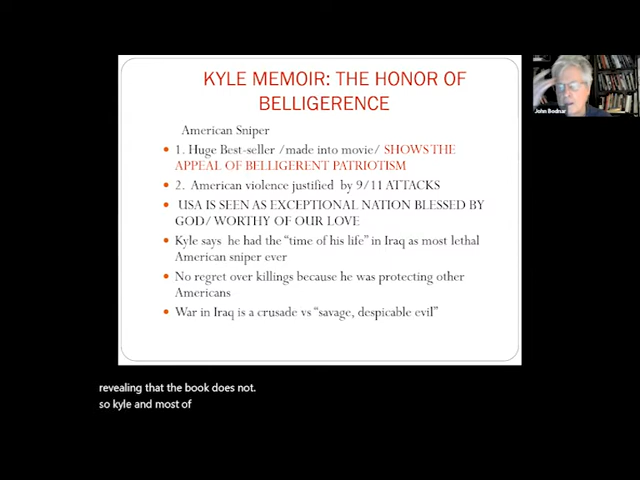 KYLE MEMOIR: THE HONOR OF
BELLIGERENCE
American Sniper
• 1. Huge Best-seller /made into movie/ SHOWS THE
APPEAL OF BELLIGERENT PATRIOTISM
• 2. American violence justified by 9/11 ATTACKS
• USA IS SEEN AS EXCEPTIONAL NATION BLESSED BY
GOD/ WORTHY OF OUR LOVE
• Kyle says he had the “time of his life” in Iraq as most lethal
American sniper ever
• No regret over killings because he was protecting other
Americans
• War in Iraq is a crusade vs “savage, despicable evil”
John Bodnar
revealing that the book does not.
so kyle and most of